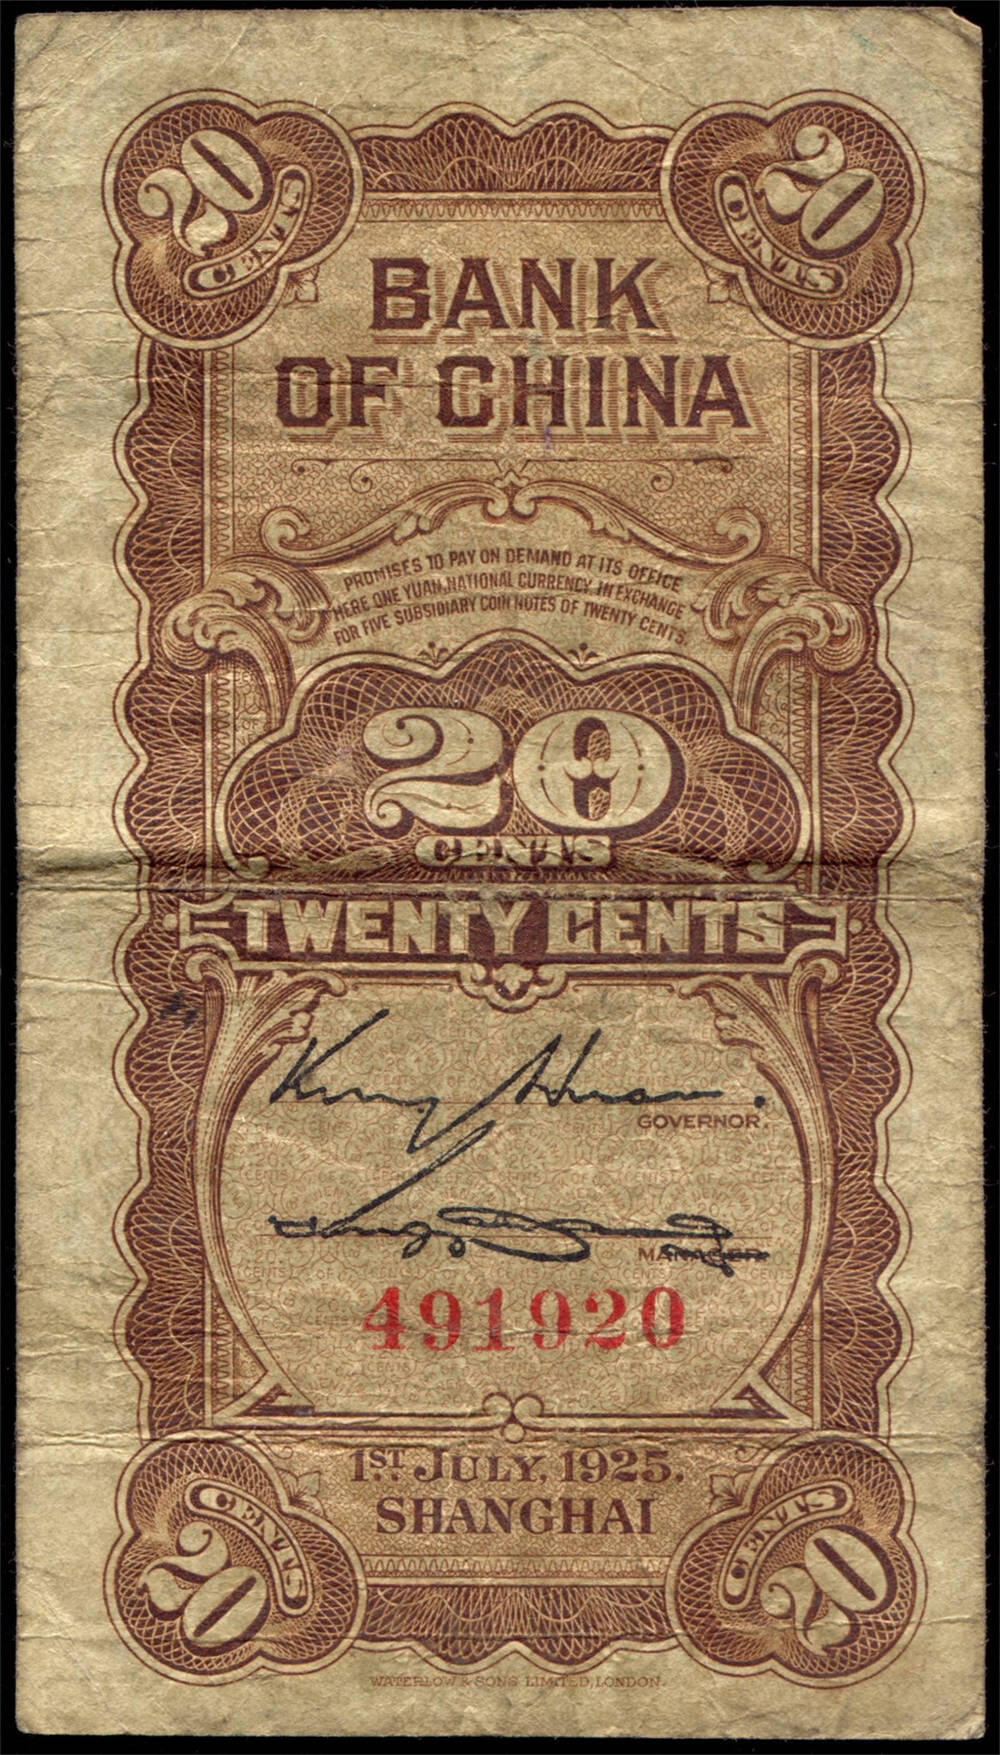 20 CENTS
20 CENTS
BANK
OF CHINA
PROMISES TO PAY ON DEMAND AT ITS OFFICE
HERE ONE YUAN, NATIONAL CURRENCY, IN EXCHANGE
FOR FIVE SUBSIDIARY COIN NOTES OF TWENTY CENTS.
20
CENTS
TWENTY CENTS
GOVERNOR.
MANAGER
491920
1ST JULY, 1925.
SHANGHAI
CENTS 20
CENTS 20
WATERLOW & SONS LIMITED, LONDON.